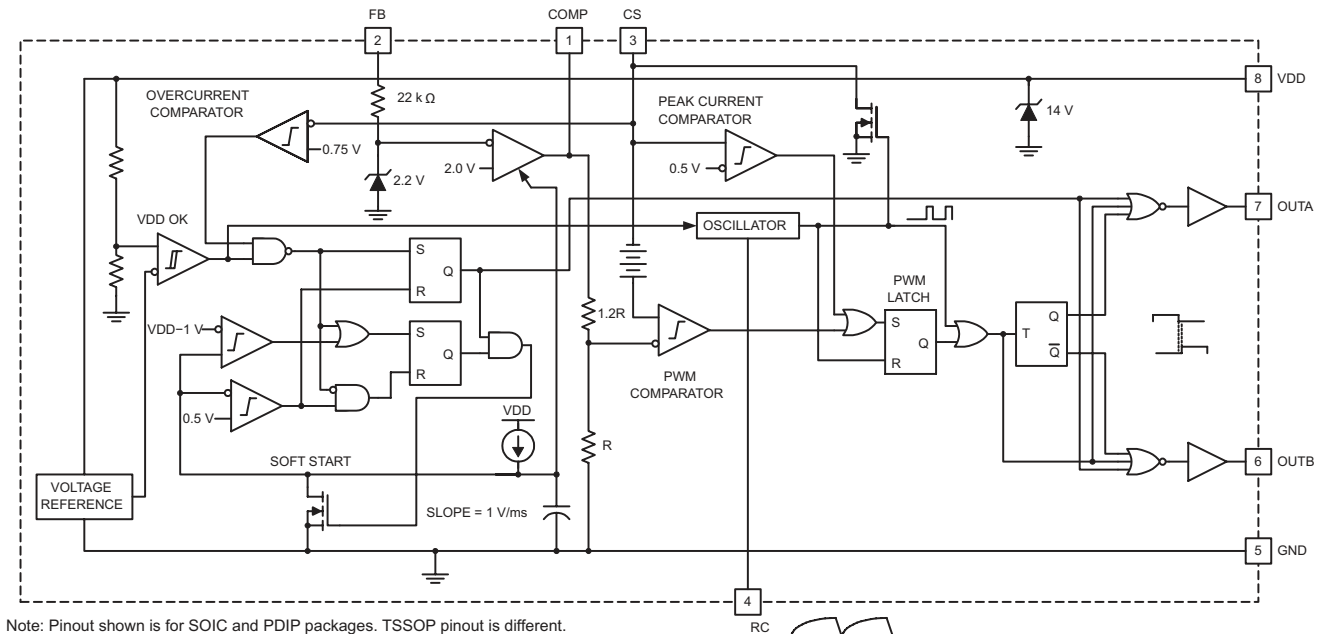 FB
COMP
CS
2
1
3
8
VDD
OVERCURRENT
COMPARATOR
22 k Ω
PEAK CURRENT
COMPARATOR
14 V
0.75 V
2.0 V
0.5 V
2.2 V
VDD OK
OSCILLATOR
7
OUTA
S
Q
R
PWM
LATCH
1.2R
VDD−1 V
S
Q
R
S
Q
R
T
Q
Q̅
PWM
COMPARATOR
0.5 V
VDD
R
SOFT START
6
OUTB
VOLTAGE
REFERENCE
SLOPE = 1 V/ms
5
GND
4
RC
Note: Pinout shown is for SOIC and PDIP packages. TSSOP pinout is different.